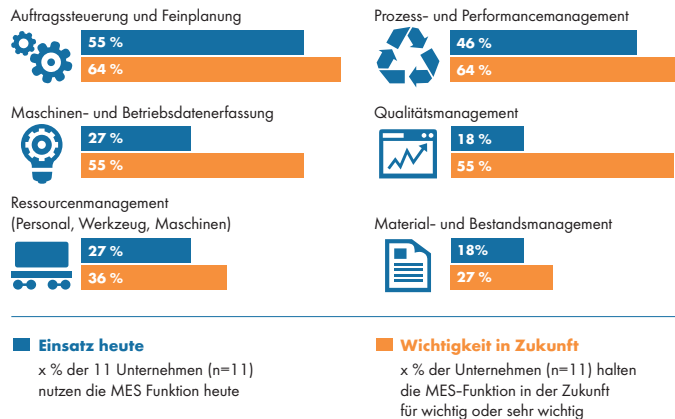 Auftragssteuerung und Feinplanung
55 %
64 %
Prozess- und Performancemanagement
46 %
64 %
Maschinen- und Betriebsdatenerfassung
27 %
55 %
Qualitätsmanagement
18 %
55 %
Ressourcenmanagement
(Personal, Werkzeug, Maschinen)
27 %
36 %
Material- und Bestandsmanagement
18%
27 %
Einsatz heute
x % der 11 Unternehmen (n=11)
nutzen die MES Funktion heute
Wichtigkeit in Zukunft
x % der Unternehmen (n=11) halten
die MES-Funktion in der Zukunft
für wichtig oder sehr wichtig